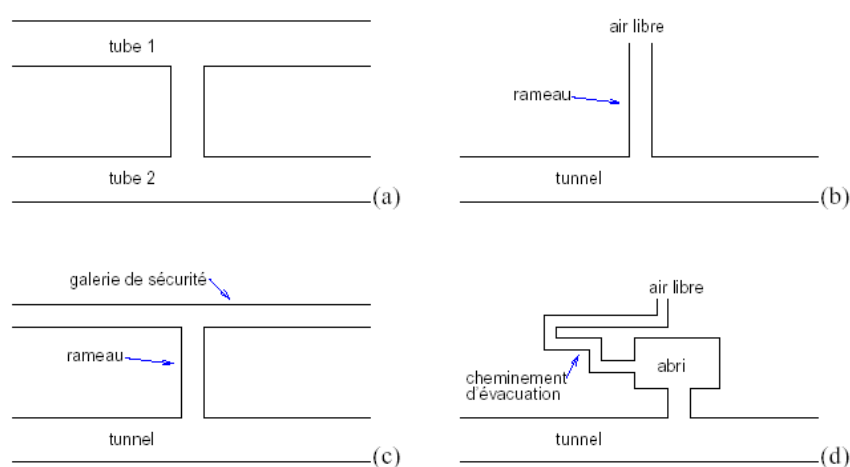 tube 1
tube 2
(a)
air libre
rameau
tunnel
(b)
galerie de sécurité
rameau
tunnel
(c)
air libre
abri
cheminement
d'évacuation
tunnel
(d)